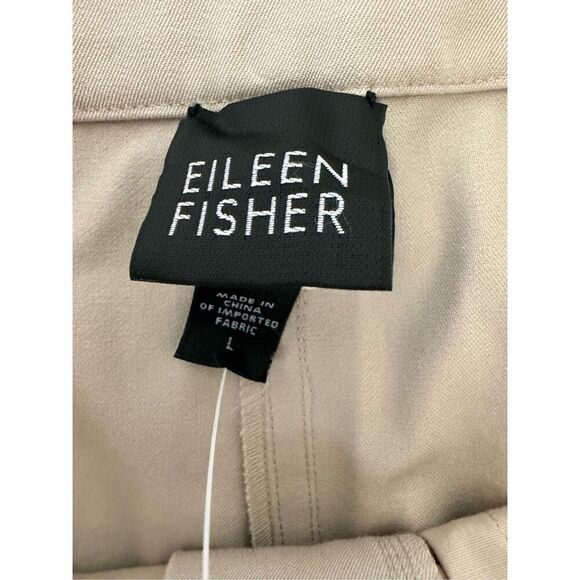 EILEEN
FISHER
MADE IN
CHINA
OF IMPORTED
FABRIC
L